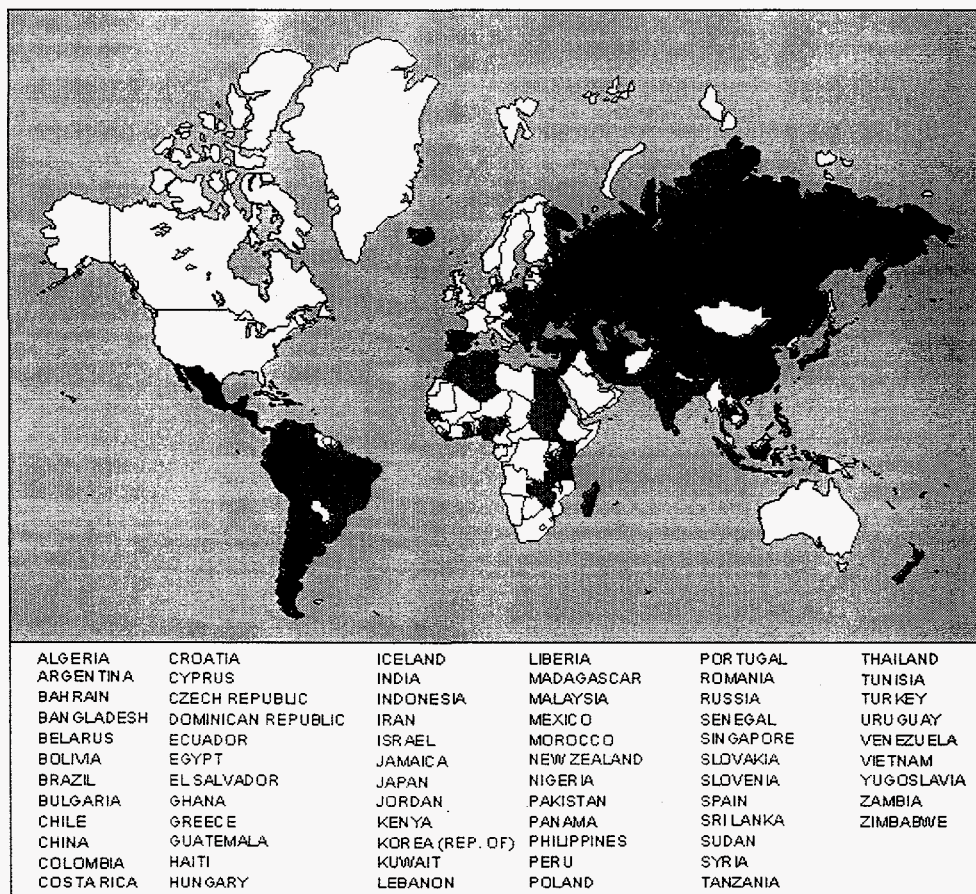 ALGERIA CROATIA ICELAND LIBERIA PORTUGAL THAILAND
ARGENTINA CYPRUS INDIA MADAGASCAR ROMANIA TUNISIA
BAHRAIN CZECH REPUBLIC INDONESIA MALAYSIA RUSSIA TURKEY
BANGLADESH DOMINICAN REPUBLIC IRAN MEXICO SENEGAL URUGUAY
BELARUS ECUADOR ISRAEL MOROCCO SINGAPORE VENEZUELA
BOLIVIA EGYPT JAMAICA NEW ZEALAND SLOVAKIA VIETNAM
BRAZIL EL SALVADOR JAPAN NIGERIA SLOVENIA YUGOSLAVIA
BULGARIA GHANA JORDAN PAKISTAN SPAIN ZAMBIA
CHILE GREECE KENYA PANAMA SRI LANKA ZIMBABWE
CHINA GUATEMALA KOREA (REP. OF) PHILIPPINES SUDAN
COLOMBIA HAITI KUWAIT PERU SYRIA
COSTA RICA HUNGARY LEBANON POLAND TANZANIA